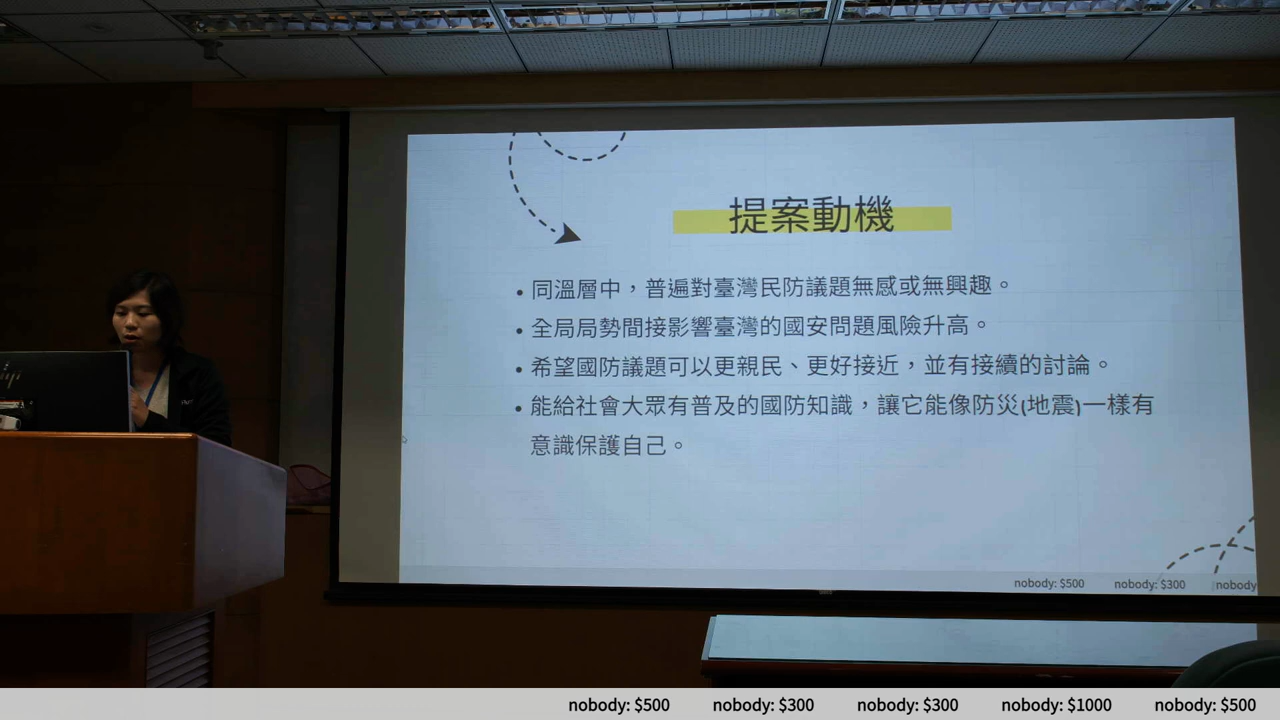 提案動機
• 同溫層中，普遍對臺灣民防議題無感或無興趣。
• 全局局勢間接影響臺灣的國安問題風險升高。
• 希望國防議題可以更親民、更好接近，並有接續的討論。
• 能給社會大眾有普及的國防知識，讓它能像防災(地震)一樣有
意識保護自己。
nobody: $500 nobody: $300 nobody
nobody: $500 nobody: $300 nobody: $300 nobody: $1000 nobody: $500